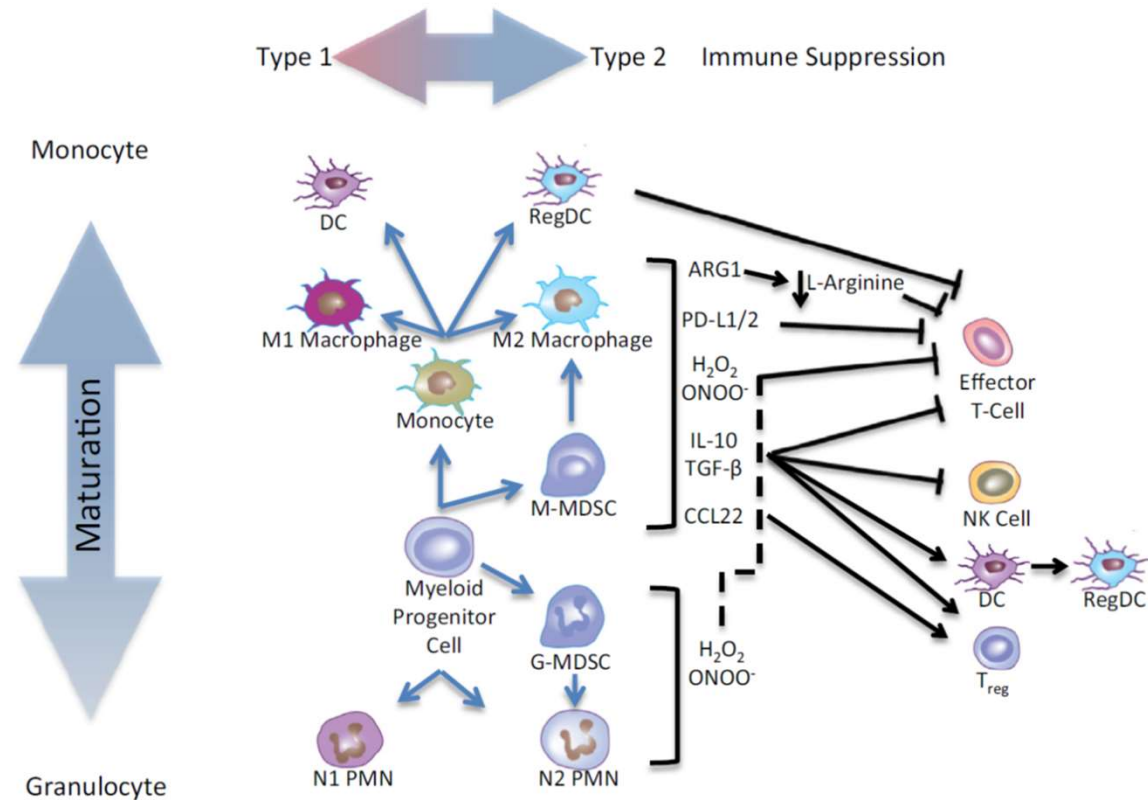 Type 1
Type 2
Immune Suppression
Monocyte
DC
RegDC
M1 Macrophage
M2 Macrophage
ARG1
L-Arginine
PD-L1/2
H₂O₂
ONOO⁻
Effector
T-Cell
Monocyte
IL-10
TGF-β
M-MDSC
NK Cell
CCL22
Maturation
Myeloid
Progenitor
Cell
DC
RegDC
G-MDSC
H₂O₂
ONOO⁻
Treg
N1 PMN
N2 PMN
Granulocyte